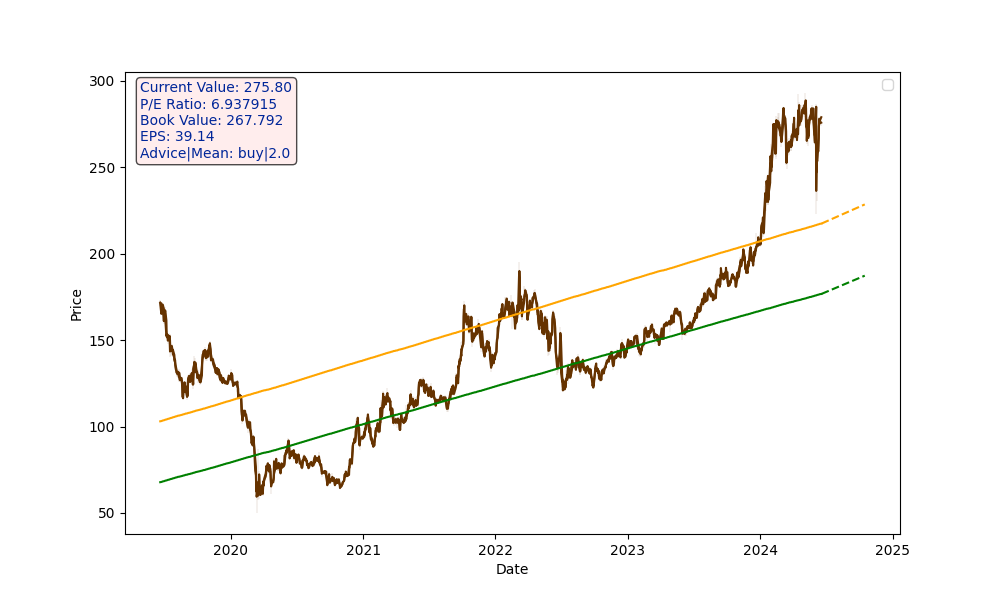 Current Value: 275.80
P/E Ratio: 6.937915
Book Value: 267.792
EPS: 39.14
Advice|Mean: buy|2.0
300
250
200
150
100
50
Price
2020 2021 2022 2023 2024 2025
Date